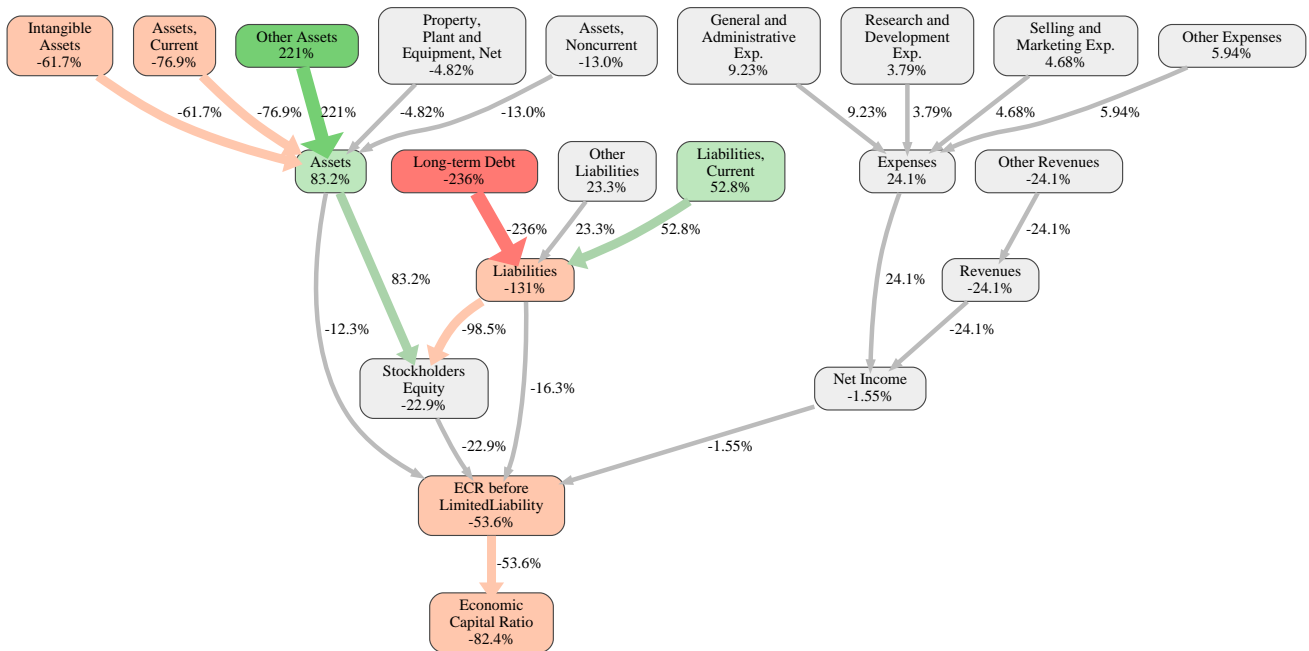 Intangible
Assets
-61.7%
Assets,
Current
-76.9%
Other Assets
221%
Property,
Plant and
Equipment, Net
-4.82%
Assets,
Noncurrent
-13.0%
General and
Administrative
Exp.
9.23%
Research and
Development
Exp.
3.79%
Selling and
Marketing Exp.
4.68%
Other Expenses
5.94%
-61.7%
-76.9%
221%
-4.82%
-13.0%
9.23%
3.79%
4.68%
5.94%
Assets
83.2%
Long-term Debt
-236%
Other
Liabilities
23.3%
Liabilities,
Current
52.8%
Expenses
24.1%
Other Revenues
-24.1%
-236%
23.3%
52.8%
-24.1%
Liabilities
-131%
Revenues
-24.1%
83.2%
24.1%
-12.3%
-98.5%
-24.1%
Stockholders
Equity
-22.9%
-16.3%
Net Income
-1.55%
-22.9%
-1.55%
ECR before
LimitedLiability
-53.6%
-53.6%
Economic
Capital Ratio
-82.4%